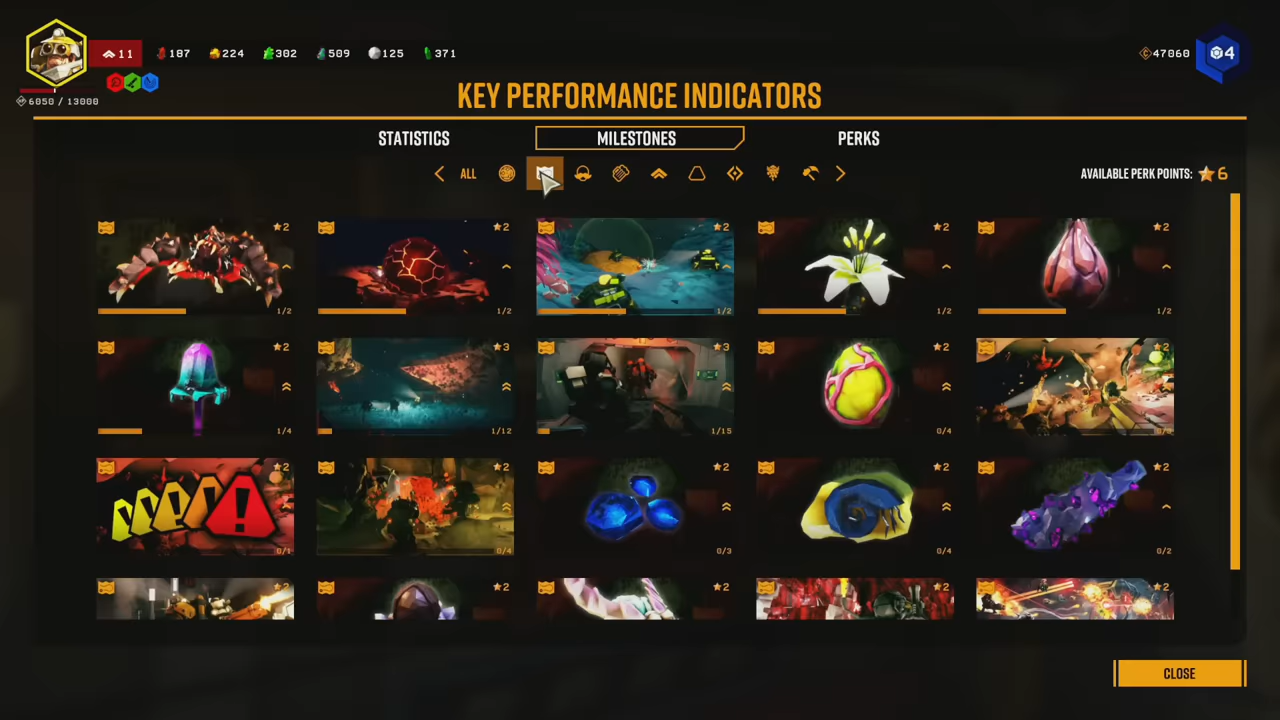 11 187 224 302 509 125 371 47060 4
6050 / 13000
KEY PERFORMANCE INDICATORS
STATISTICS MILESTONES PERKS
ALL AVAILABLE PERK POINTS: 6
2 2 2 2 2
1/2 1/2 1/2 1/2 1/2
2 3 3 2 2
1/4 1/12 1/15 0/4
2 2 2 2 2
0/1 0/4 0/3 0/4 0/2
2 2 2 2 2
CLOSE